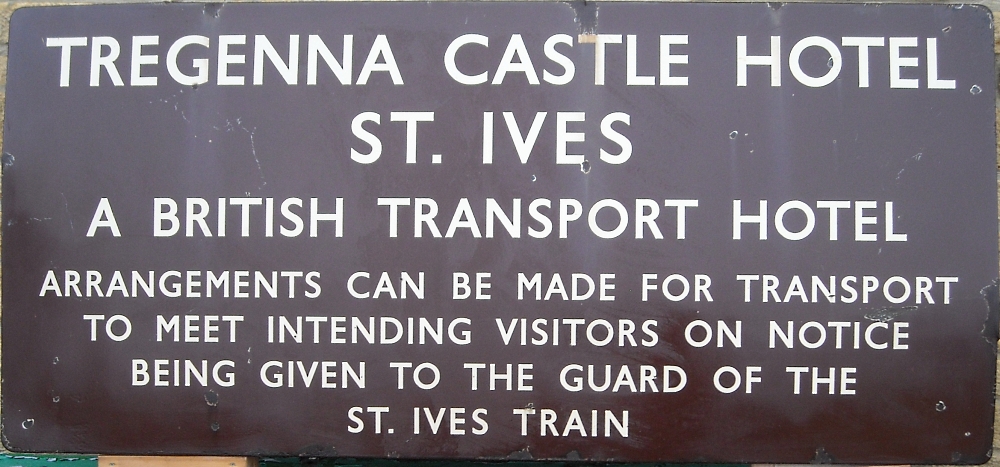 TREGENNA CASTLE HOTEL
ST. IVES
A BRITISH TRANSPORT HOTEL
ARRANGEMENTS CAN BE MADE FOR TRANSPORT
TO MEET INTENDING VISITORS ON NOTICE
BEING GIVEN TO THE GUARD OF THE
ST. IVES TRAIN